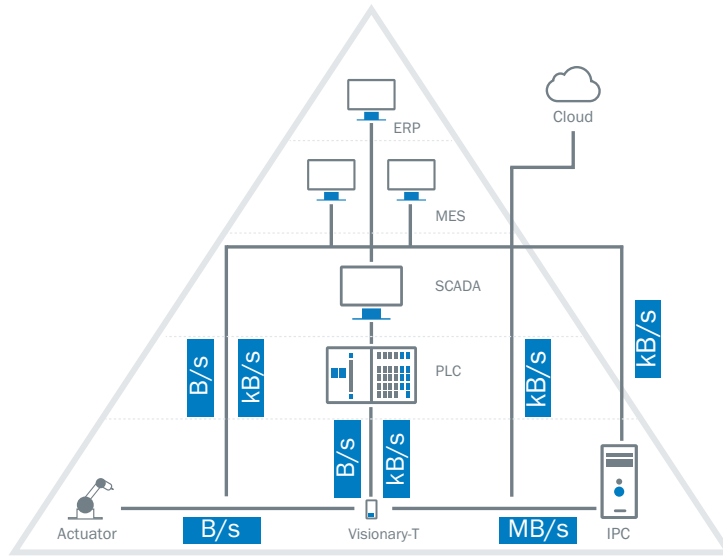 ERP
Cloud
MES
SCADA
PLC
B/s
kB/s
kB/s
kB/s
B/s
kB/s
Actuator
B/s
Visionary-T
MB/s
IPC